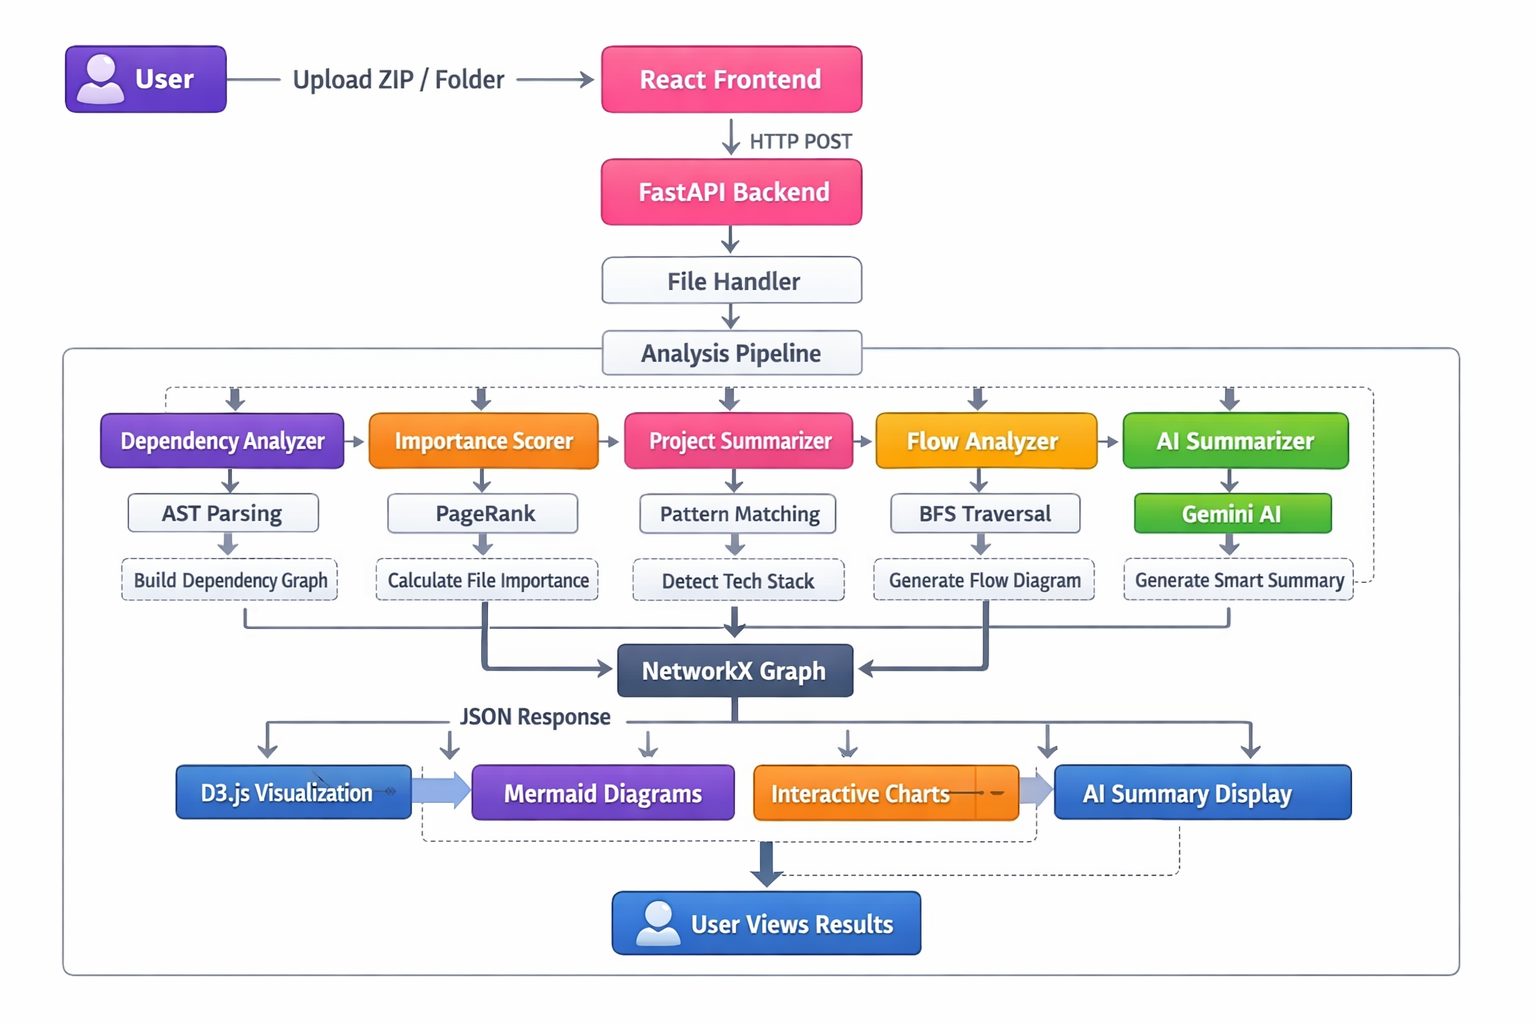 User
Upload ZIP / Folder
React Frontend
HTTP POST
FastAPI Backend
File Handler
Analysis Pipeline
Dependency Analyzer
Importance Scorer
Project Summarizer
Flow Analyzer
AI Summarizer
AST Parsing
PageRank
Pattern Matching
BFS Traversal
Gemini AI
Build Dependency Graph
Calculate File Importance
Detect Tech Stack
Generate Flow Diagram
Generate Smart Summary
NetworkX Graph
JSON Response
D3.js Visualization
Mermaid Diagrams
Interactive Charts
AI Summary Display
User Views Results